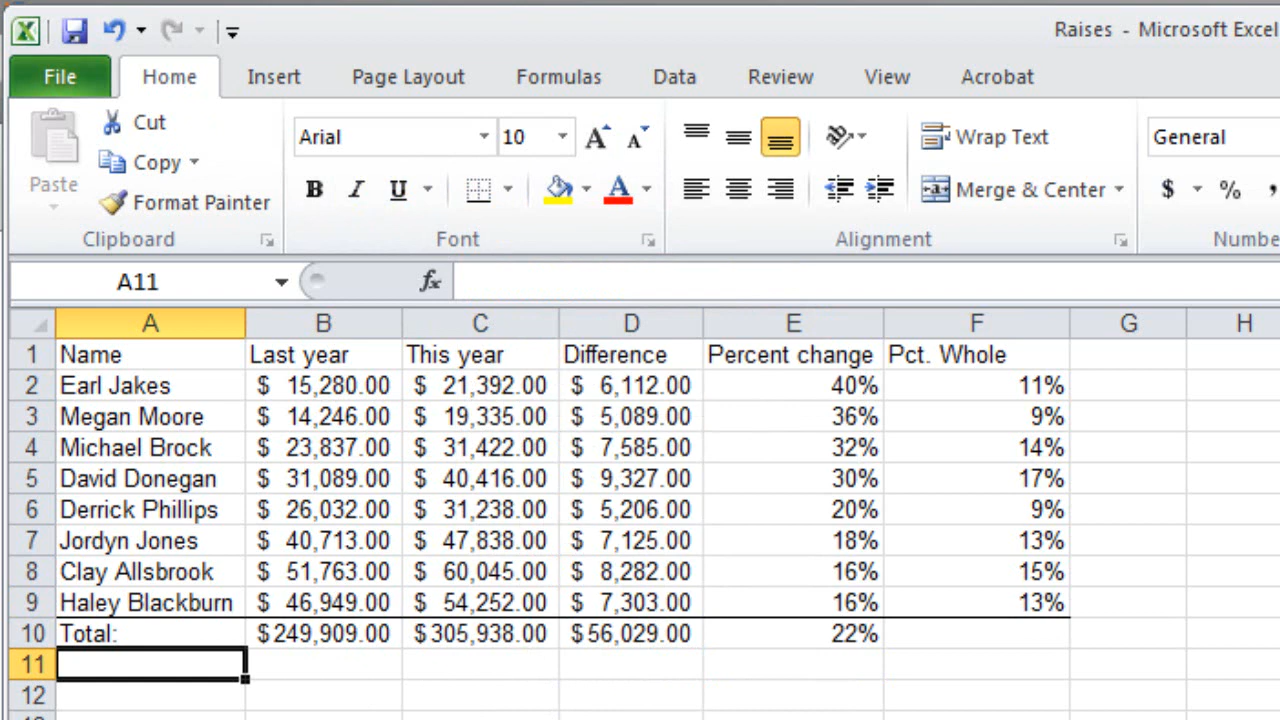 Raises - Microsoft Excel
File Home Insert Page Layout Formulas Data Review View Acrobat
Cut
Copy
Format Painter
Paste
Clipboard
Arial 10 A A
B I U A
Font
Wrap Text
Merge & Center
Alignment
General
$ % ,
Numbe
A11 fx
A B C D E F G H
1 Name Last year This year Difference Percent change Pct. Whole
2 Earl Jakes $ 15,280.00 $ 21,392.00 $ 6,112.00 40% 11%
3 Megan Moore $ 14,246.00 $ 19,335.00 $ 5,089.00 36% 9%
4 Michael Brock $ 23,837.00 $ 31,422.00 $ 7,585.00 32% 14%
5 David Donegan $ 31,089.00 $ 40,416.00 $ 9,327.00 30% 17%
6 Derrick Phillips $ 26,032.00 $ 31,238.00 $ 5,206.00 20% 9%
7 Jordyn Jones $ 40,713.00 $ 47,838.00 $ 7,125.00 18% 13%
8 Clay Allsbrook $ 51,763.00 $ 60,045.00 $ 8,282.00 16% 15%
9 Haley Blackburn $ 46,949.00 $ 54,252.00 $ 7,303.00 16% 13%
10 Total: $249,909.00 $305,938.00 $56,029.00 22%
11
12